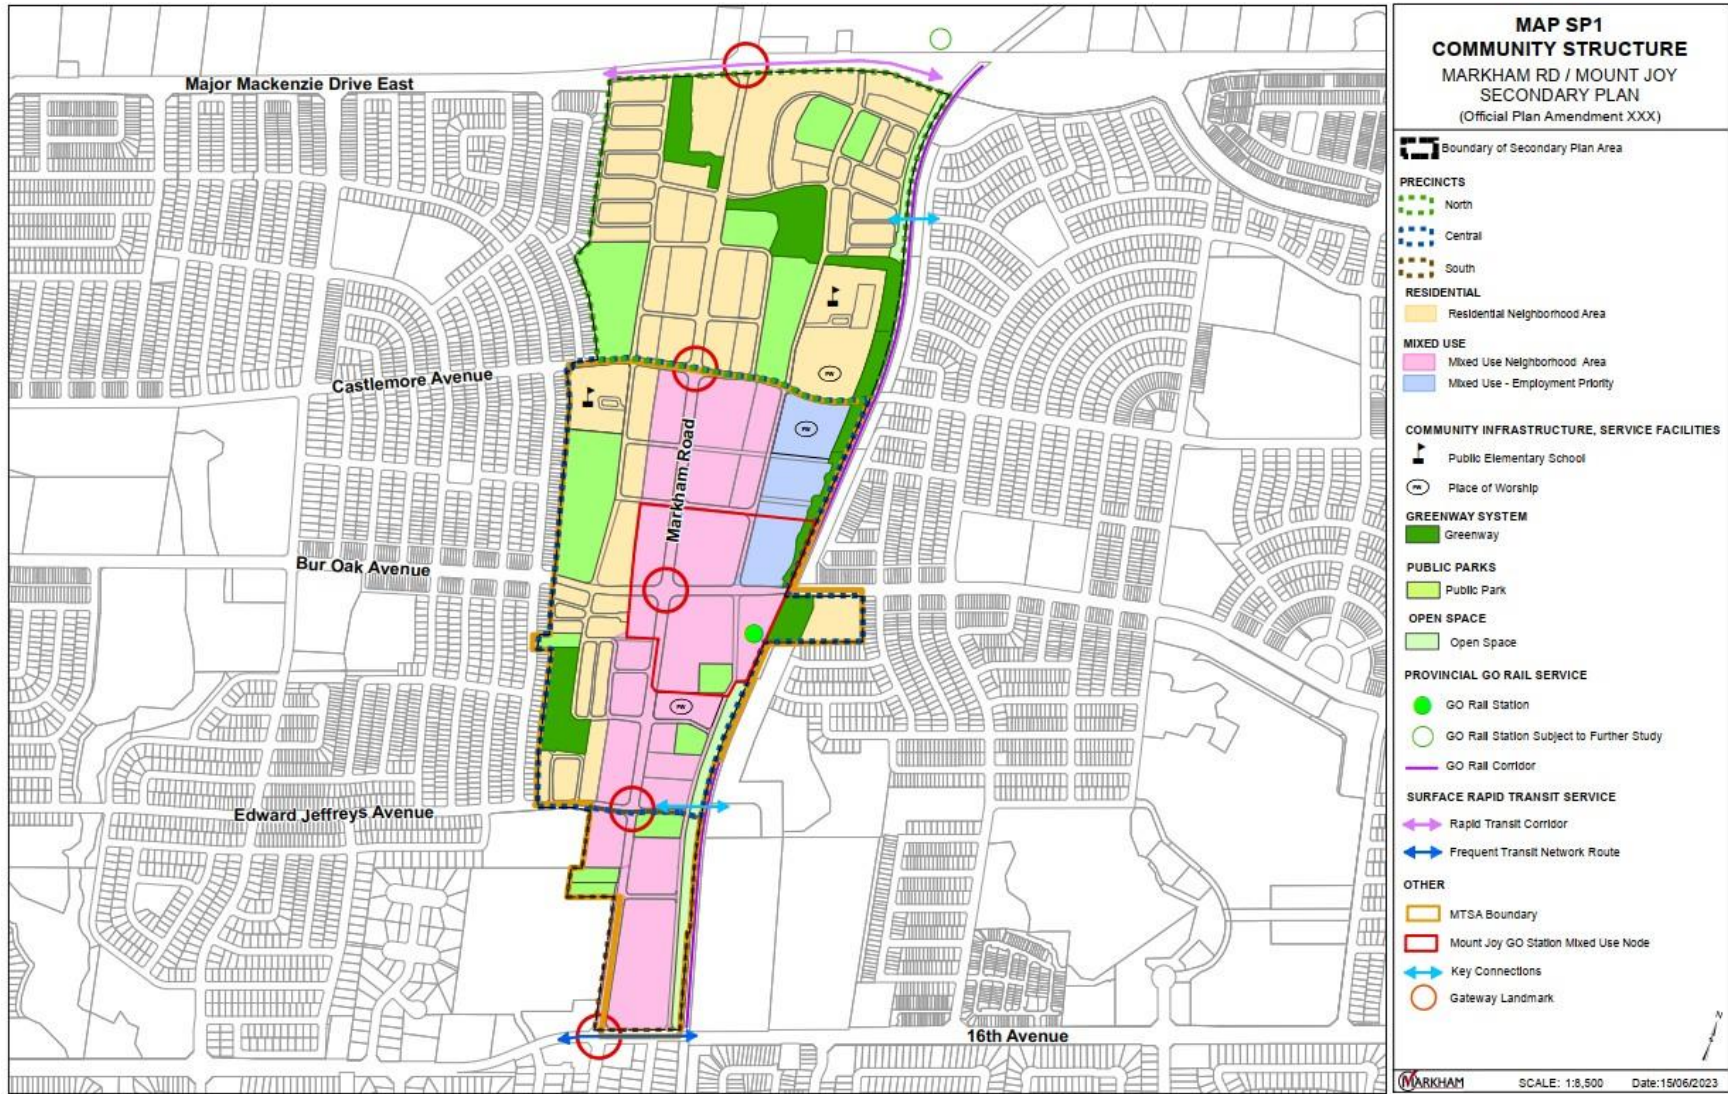 MAP SP1
COMMUNITY STRUCTURE
MARKHAM RD / MOUNT JOY
SECONDARY PLAN
(Official Plan Amendment XXX)
Boundary of Secondary Plan Area
PRECINCTS
North
Central
South
RESIDENTIAL
Residential Neighborhood Area
MIXED USE
Mixed Use Neighborhood Area
Mixed Use - Employment Priority
COMMUNITY INFRASTRUCTURE, SERVICE FACILITIES
Public Elementary School
PW
Place of Worship
GREENWAY SYSTEM
Greenway
PUBLIC PARKS
Public Park
OPEN SPACE
Open Space
PROVINCIAL GO RAIL SERVICE
GO Rail Station
GO Rail Station Subject to Further Study
GO Rail Corridor
SURFACE RAPID TRANSIT SERVICE
Rapid Transit Corridor
Frequent Transit Network Route
OTHER
MTSA Boundary
Mount Joy GO Station Mixed Use Node
Key Connections
Gateway Landmark
N
MARKHAM
SCALE: 1:8,500
Date:15/06/2023
Major Mackenzie Drive East
Castlemore Avenue
PW
PW
Markham Road
Bur Oak Avenue
PW
Edward Jeffreys Avenue
16th Avenue